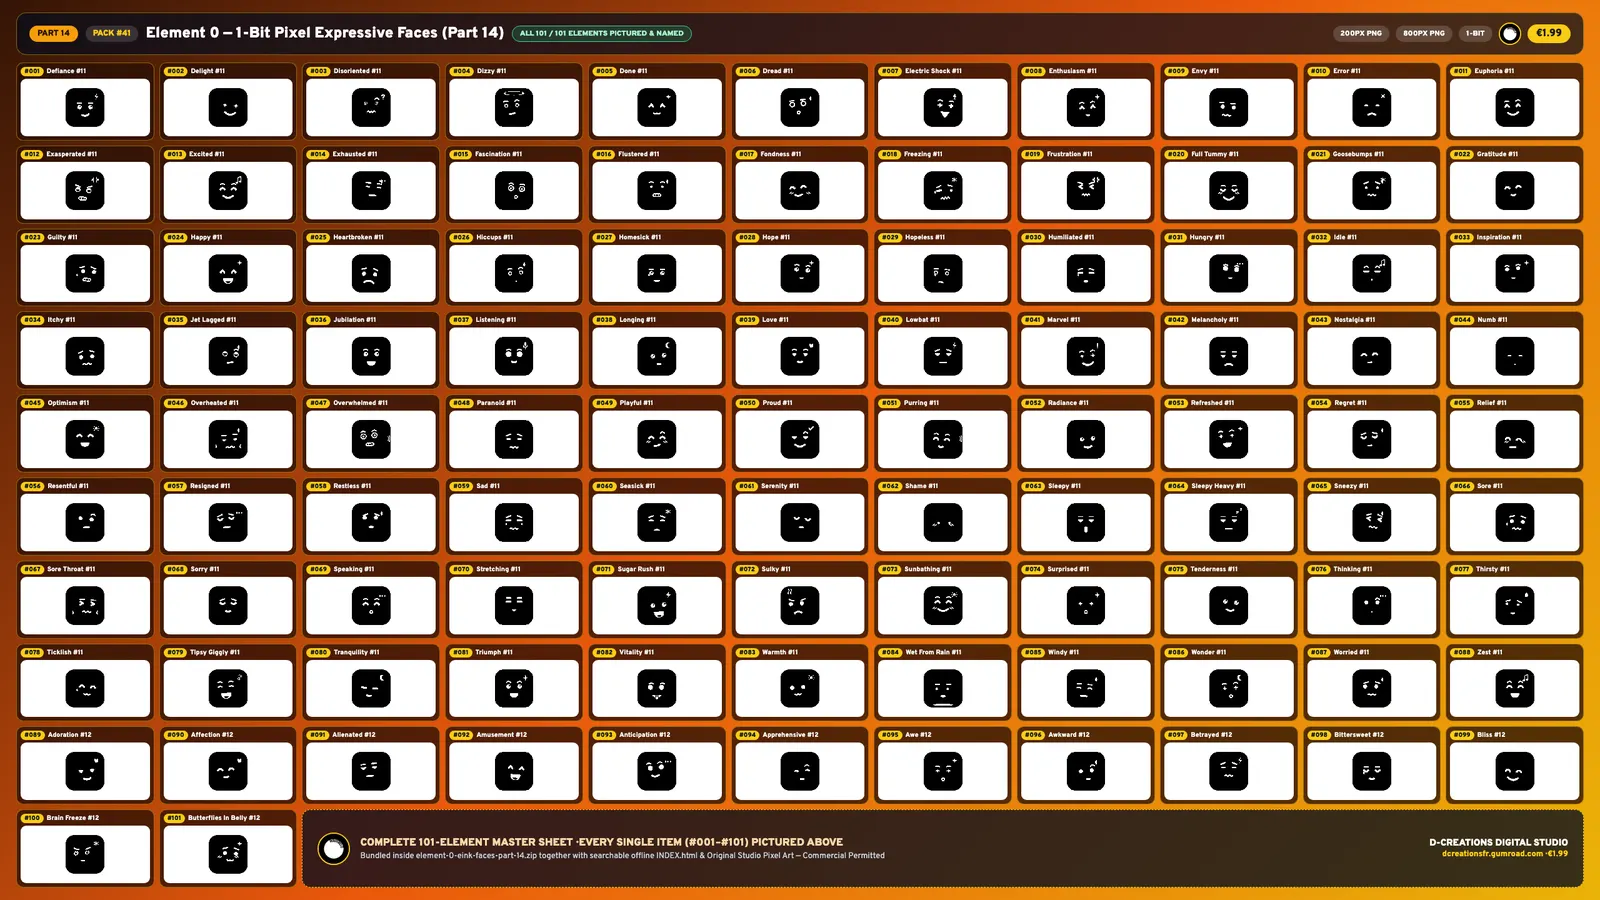 PART 14 PACK #41 Element 0 – 1-Bit Pixel Expressive Faces (Part 14) ALL 101 / 101 ELEMENTS PICTURED & NAMED 200PX PNG 800PX PNG 1-BIT €1.99
#001 Defiance #11
#002 Delight #11
#003 Disoriented #11
#004 Dizzy #11
#005 Done #11
#006 Dread #11
#007 Electric Shock #11
#008 Enthusiasm #11
#009 Envy #11
#010 Error #11
#011 Euphoria #11
#012 Exasperated #11
#013 Excited #11
#014 Exhausted #11
#015 Fascination #11
#016 Flustered #11
#017 Fondness #11
#018 Freezing #11
#019 Frustration #11
#020 Full Tummy #11
#021 Goosebumps #11
#022 Gratitude #11
#023 Guilty #11
#024 Happy #11
#025 Heartbroken #11
#026 Hiccups #11
#027 Homesick #11
#028 Hope #11
#029 Hopeless #11
#030 Humiliated #11
#031 Hungry #11
#032 Idle #11
#033 Inspiration #11
#034 Itchy #11
#035 Jet Lagged #11
#036 Jubilation #11
#037 Listening #11
#038 Longing #11
#039 Love #11
#040 Lowbat #11
#041 Marvel #11
#042 Melancholy #11
#043 Nostalgia #11
#044 Numb #11
#045 Optimism #11
#046 Overheated #11
#047 Overwhelmed #11
#048 Paranoid #11
#049 Playful #11
#050 Proud #11
#051 Purring #11
#052 Radiance #11
#053 Refreshed #11
#054 Regret #11
#055 Relief #11
#056 Resentful #11
#057 Resigned #11
#058 Restless #11
#059 Sad #11
#060 Seasick #11
#061 Serenity #11
#062 Shame #11
#063 Sleepy #11
#064 Sleepy Heavy #11
#065 Sneezy #11
#066 Sore #11
#067 Sore Throat #11
#068 Sorry #11
#069 Speaking #11
#070 Stretching #11
#071 Sugar Rush #11
#072 Sulky #11
#073 Sunbathing #11
#074 Surprised #11
#075 Tenderness #11
#076 Thinking #11
#077 Thirsty #11
#078 Ticklish #11
#079 Tipsy Giggly #11
#080 Tranquility #11
#081 Triumph #11
#082 Vitality #11
#083 Warmth #11
#084 Wet From Rain #11
#085 Windy #11
#086 Wonder #11
#087 Worried #11
#088 Zest #11
#089 Adoration #12
#090 Affection #12
#091 Alienated #12
#092 Amusement #12
#093 Anticipation #12
#094 Apprehensive #12
#095 Awe #12
#096 Awkward #12
#097 Betrayed #12
#098 Bittersweet #12
#099 Bliss #12
#100 Brain Freeze #12
#101 Butterflies In Belly #12
COMPLETE 101-ELEMENT MASTER SHEET · EVERY SINGLE ITEM (#001–#101) PICTURED ABOVE
Bundled inside element-0-eink-faces-part-14.zip together with searchable offline INDEX.html & Original Studio Pixel Art — Commercial Permitted
D-CREATIONS DIGITAL STUDIO
dcreationsfr.gumroad.com · €1.99